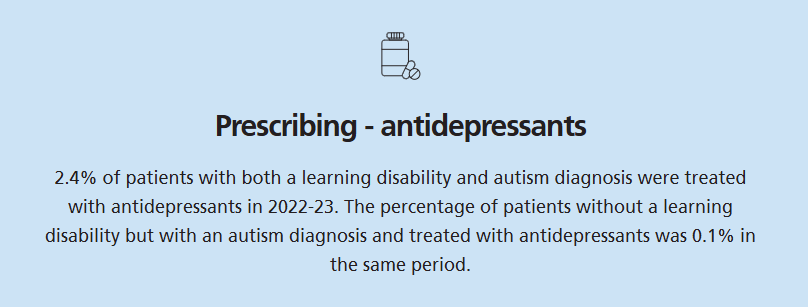 Prescribing - antidepressants
2.4% of patients with both a learning disability and autism diagnosis were treated
with antidepressants in 2022-23. The percentage of patients without a learning
disability but with an autism diagnosis and treated with antidepressants was 0.1% in
the same period.